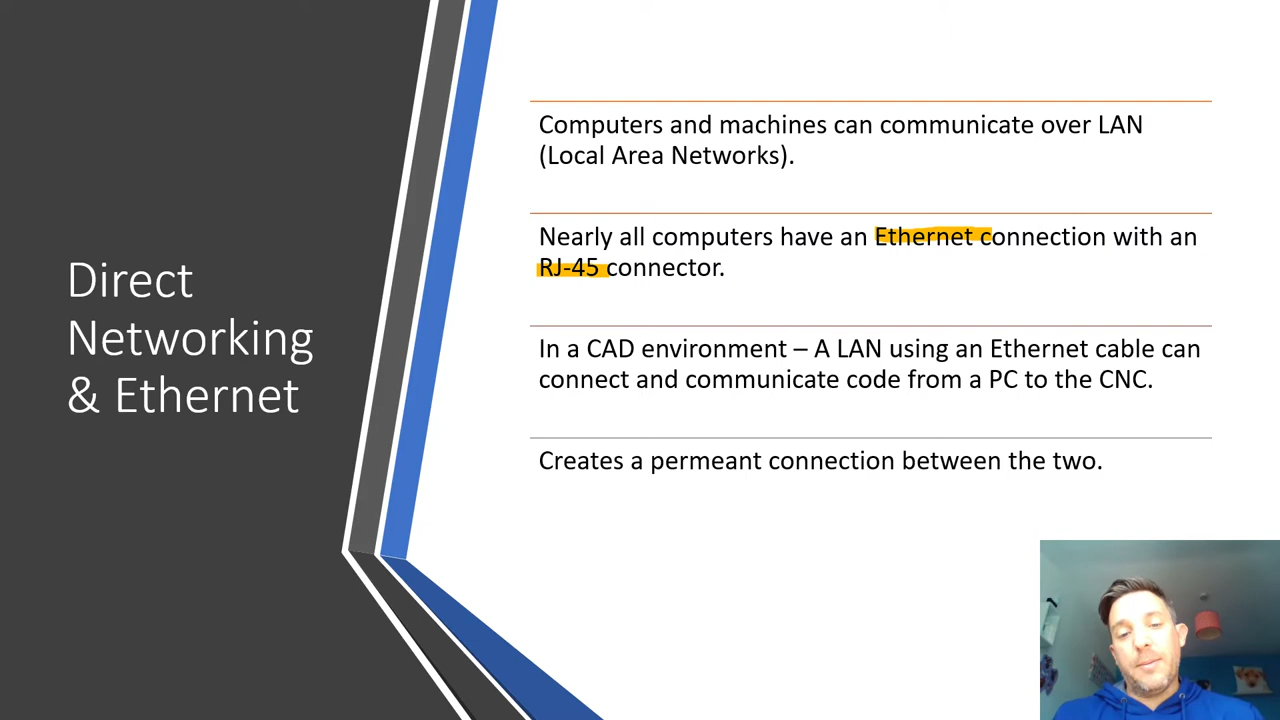 Direct
Networking
& Ethernet
Computers and machines can communicate over LAN
(Local Area Networks).
Nearly all computers have an Ethernet connection with an
RJ-45 connector.
In a CAD environment – A LAN using an Ethernet cable can
connect and communicate code from a PC to the CNC.
Creates a permeant connection between the two.